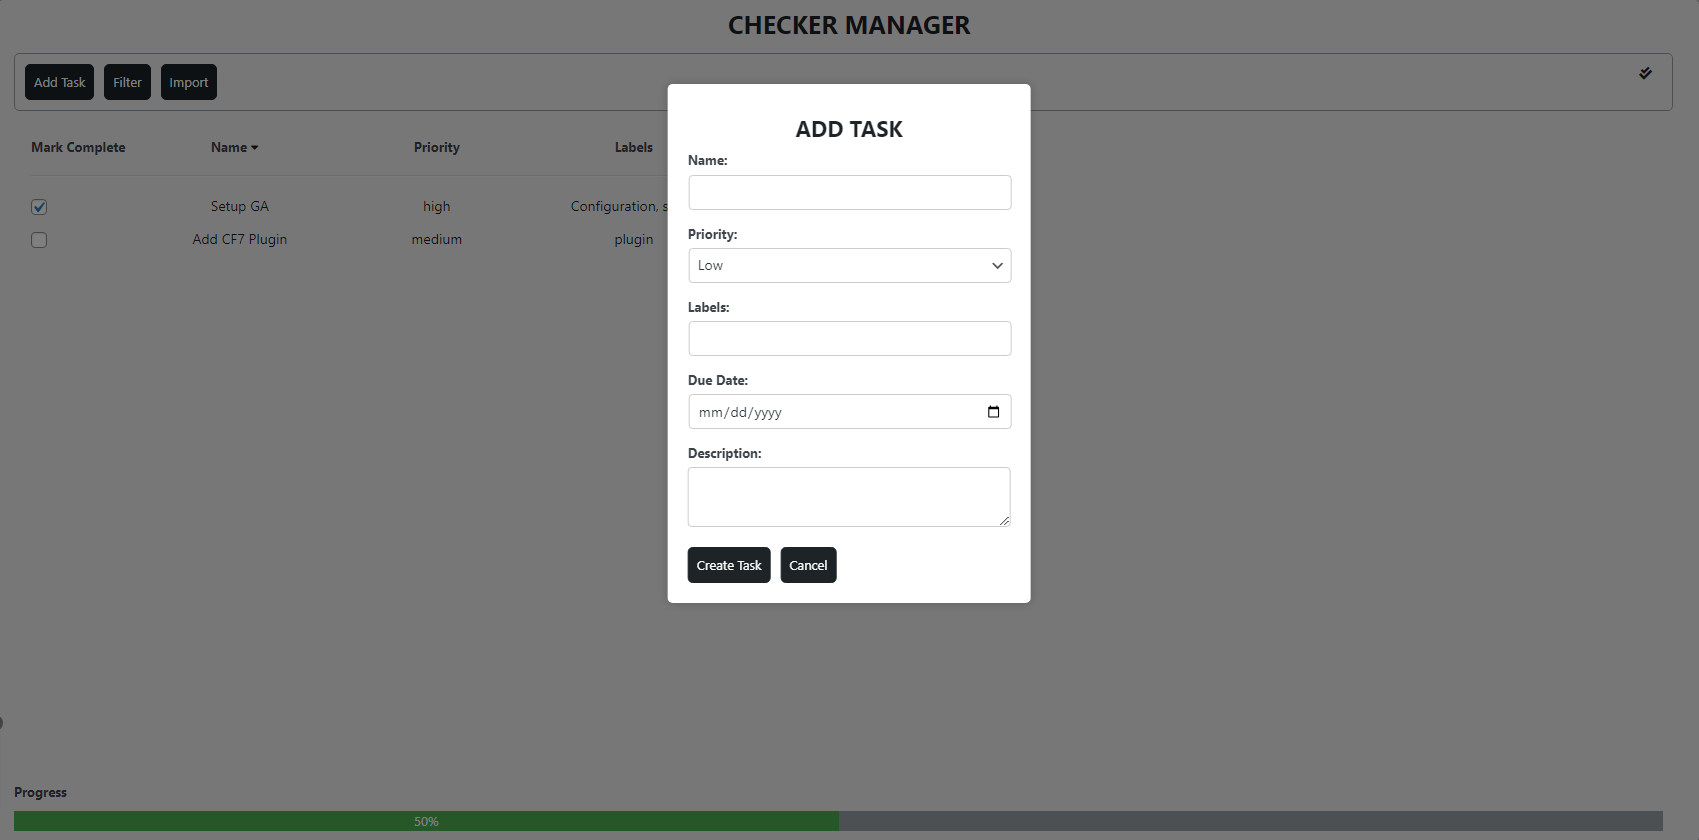 CHECKER MANAGER
Add Task Filter Import
Mark Complete Name Priority Labels
Setup GA high Configuration, s
Add CF7 Plugin medium plugin
ADD TASK
Name:
Priority:
Low
Labels:
Due Date:
mm/dd/yyyy
Description:
Create Task Cancel
Progress
50%